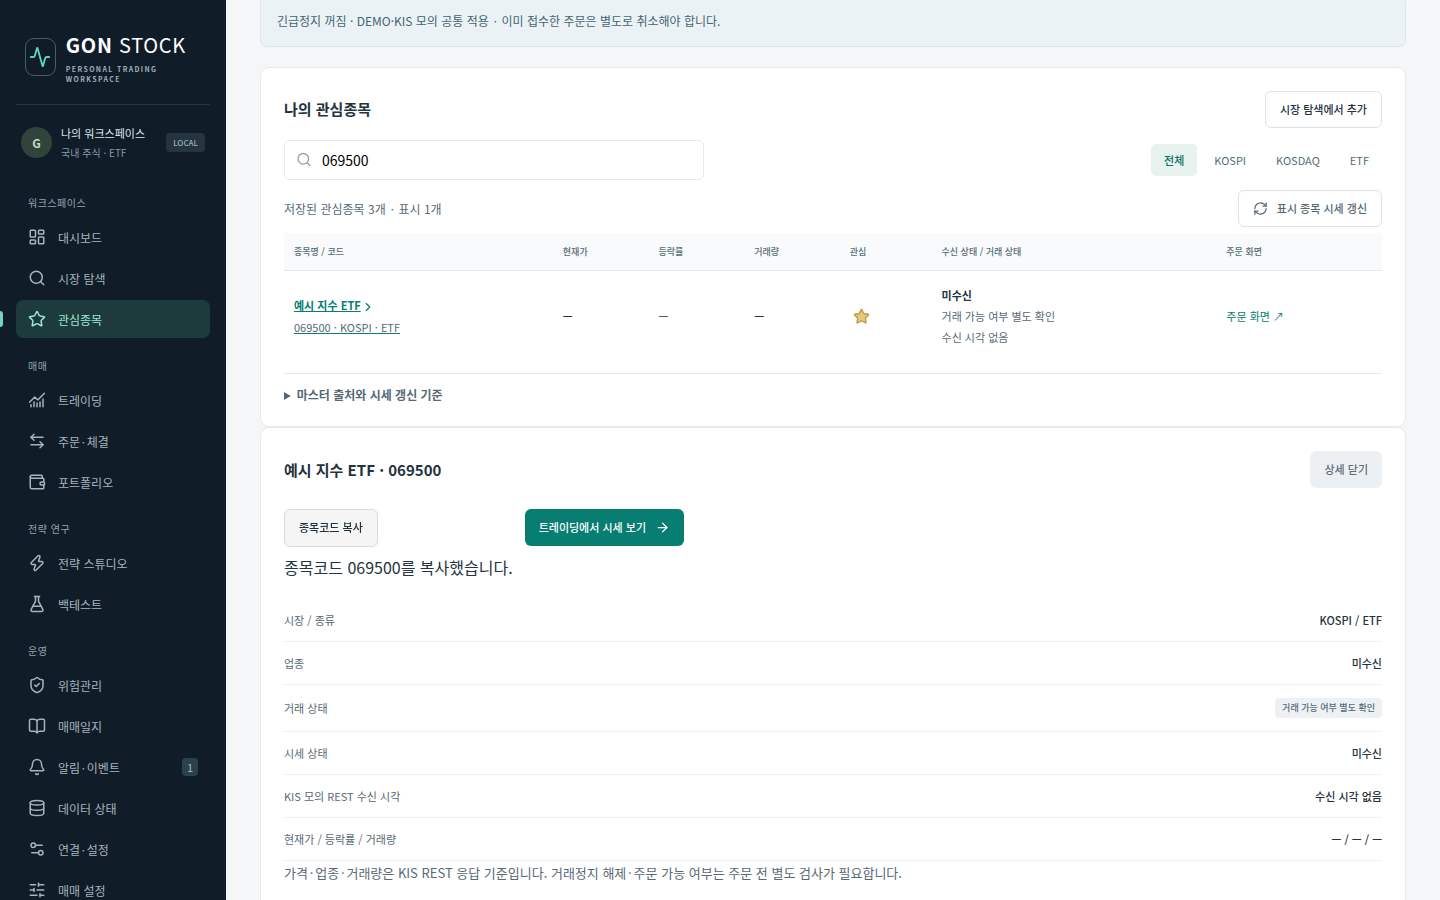 GON STOCK
PERSONAL TRADING
WORKSPACE
G
나의 워크스페이스
국내 주식 · ETF
LOCAL
워크스페이스
대시보드
시장 탐색
관심종목
매매
트레이딩
주문·체결
포트폴리오
전략 연구
전략 스튜디오
백테스트
운영
위험관리
매매일지
알림·이벤트
1
데이터 상태
연결·설정
매매 설정
긴급정지 꺼짐 · DEMO·KIS 모의 공통 적용 · 이미 접수한 주문은 별도로 취소해야 합니다.
나의 관심종목
시장 탐색에서 추가
069500
전체 KOSPI KOSDAQ ETF
저장된 관심종목 3개 · 표시 1개
표시 종목 시세 갱신
종목명 / 코드 현재가 등락률 거래량 관심 수신 상태 / 거래 상태 주문 화면
예시 지수 ETF
069500 · KOSPI · ETF
— — —
미수신
거래 가능 여부 별도 확인
수신 시각 없음
주문 화면 ↗
▶ 마스터 출처와 시세 갱신 기준
예시 지수 ETF · 069500
상세 닫기
종목코드 복사
트레이딩에서 시세 보기 →
종목코드 069500를 복사했습니다.
시장 / 종류 KOSPI / ETF
업종 미수신
거래 상태 거래 가능 여부 별도 확인
시세 상태 미수신
KIS 모의 REST 수신 시각 수신 시각 없음
현재가 / 등락률 / 거래량 — / — / —
가격·업종·거래량은 KIS REST 응답 기준입니다. 거래정지 해제·주문 가능 여부는 주문 전 별도 검사가 필요합니다.